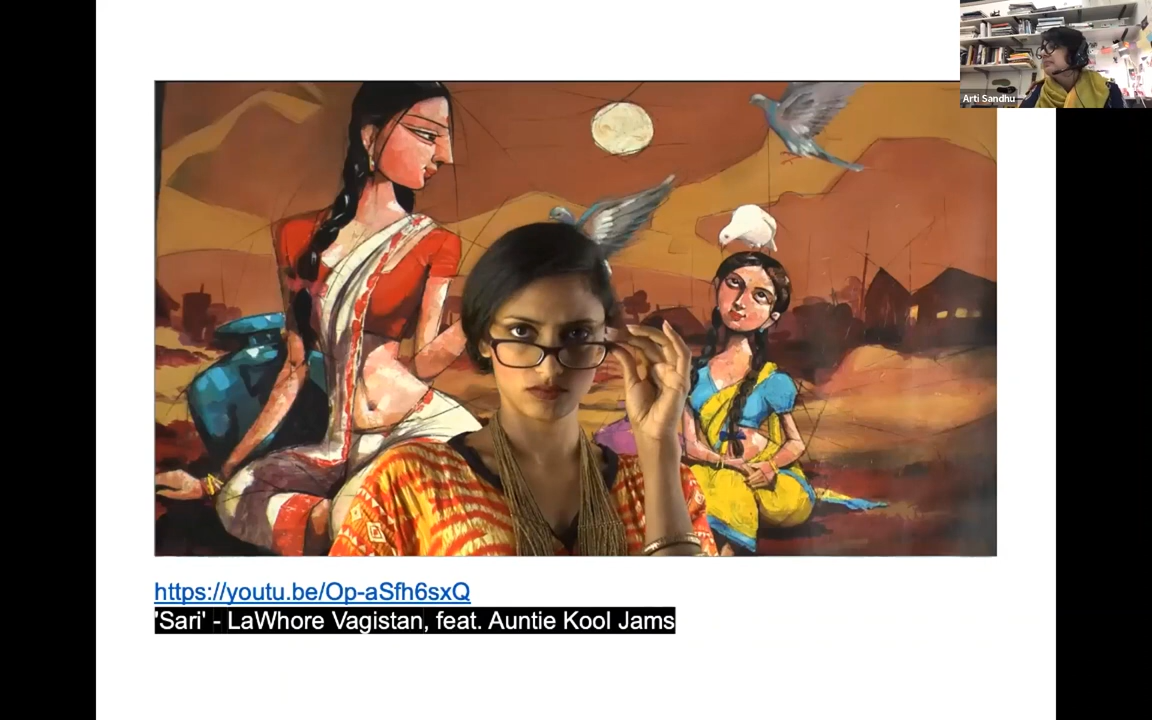 Arti Sandhu
https://youtu.be/Op-aSfh6sxQ
'Sari' - LaWhore Vagistan, feat. Auntie Kool Jams